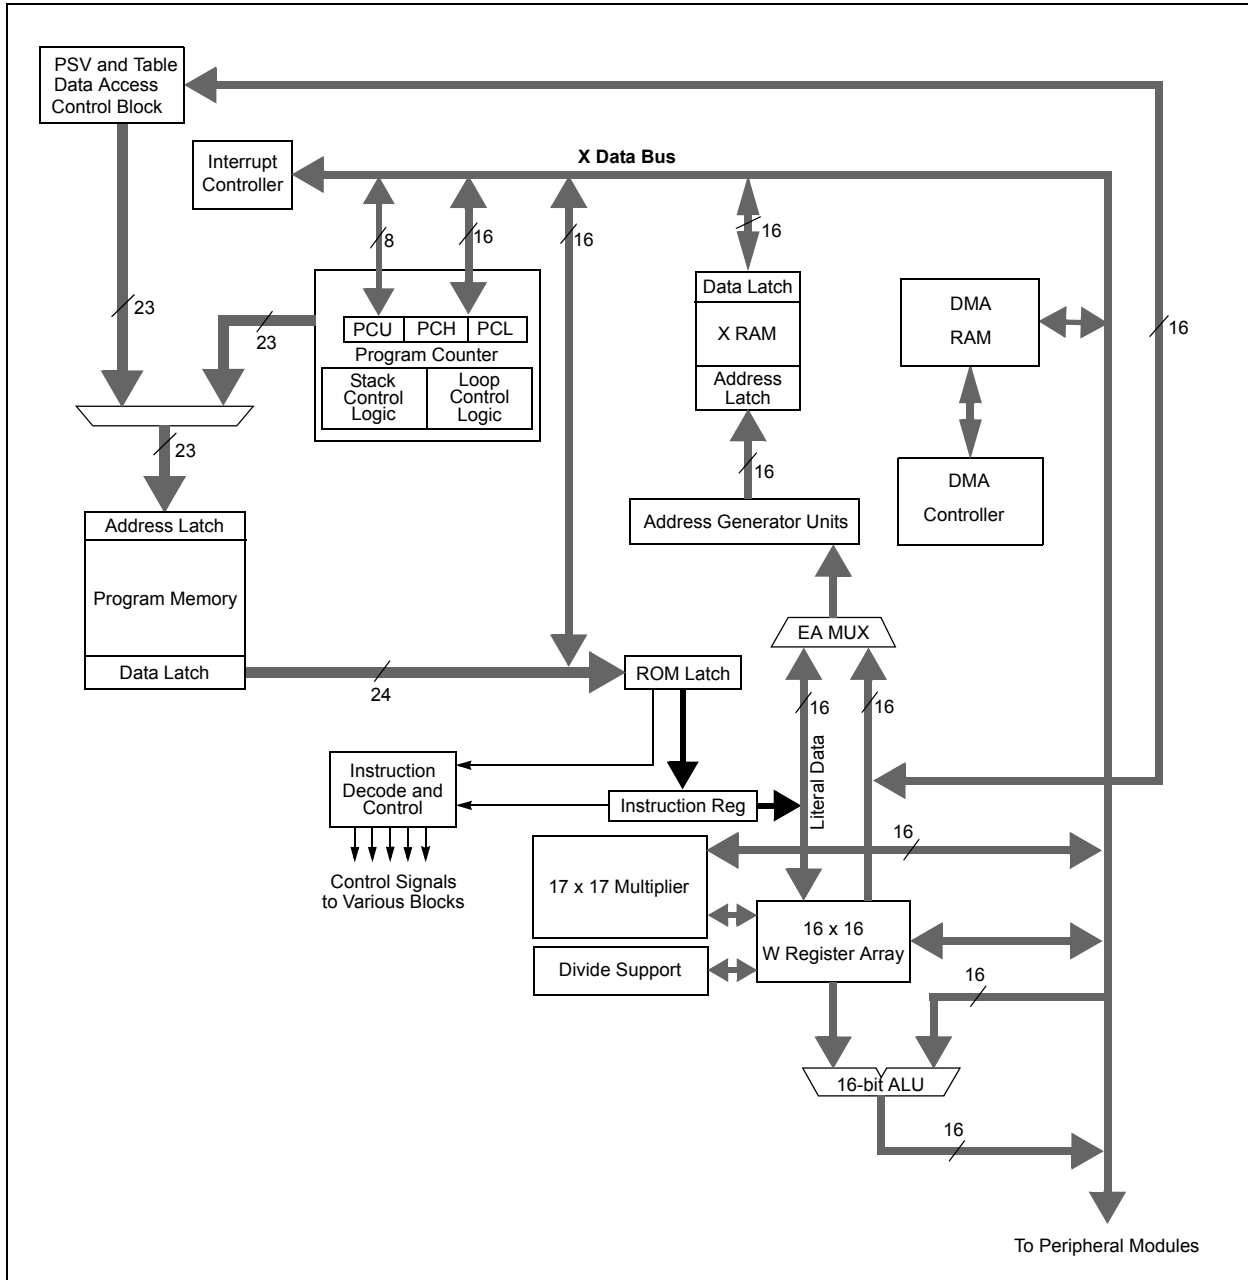 PSV and Table
Data Access
Control Block
Interrupt
Controller
X Data Bus
8
16
16
16
23
23
PCU
PCH
PCL
Program Counter
Stack
Control
Logic
Loop
Control
Logic
Data Latch
X RAM
Address
Latch
DMA
RAM
16
23
16
DMA
Controller
Address Latch
Program Memory
Data Latch
Address Generator Units
EA MUX
24
ROM Latch
16
16
Literal Data
Instruction
Decode and
Control
Instruction Reg
Control Signals
to Various Blocks
17 x 17 Multiplier
16
16 x 16
W Register Array
Divide Support
16
16-bit ALU
16
To Peripheral Modules